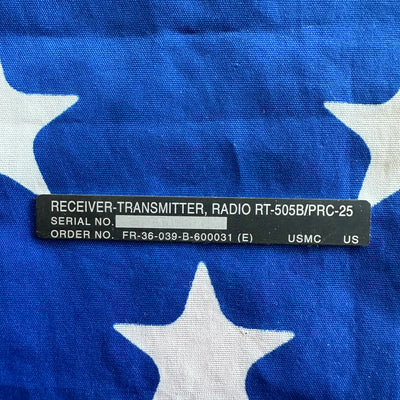 RECEIVER-TRANSMITTER, RADIO RT-505B/PRC-25
SERIAL NO.
ORDER NO. FR-36-039-B-600031 (E) USMC US